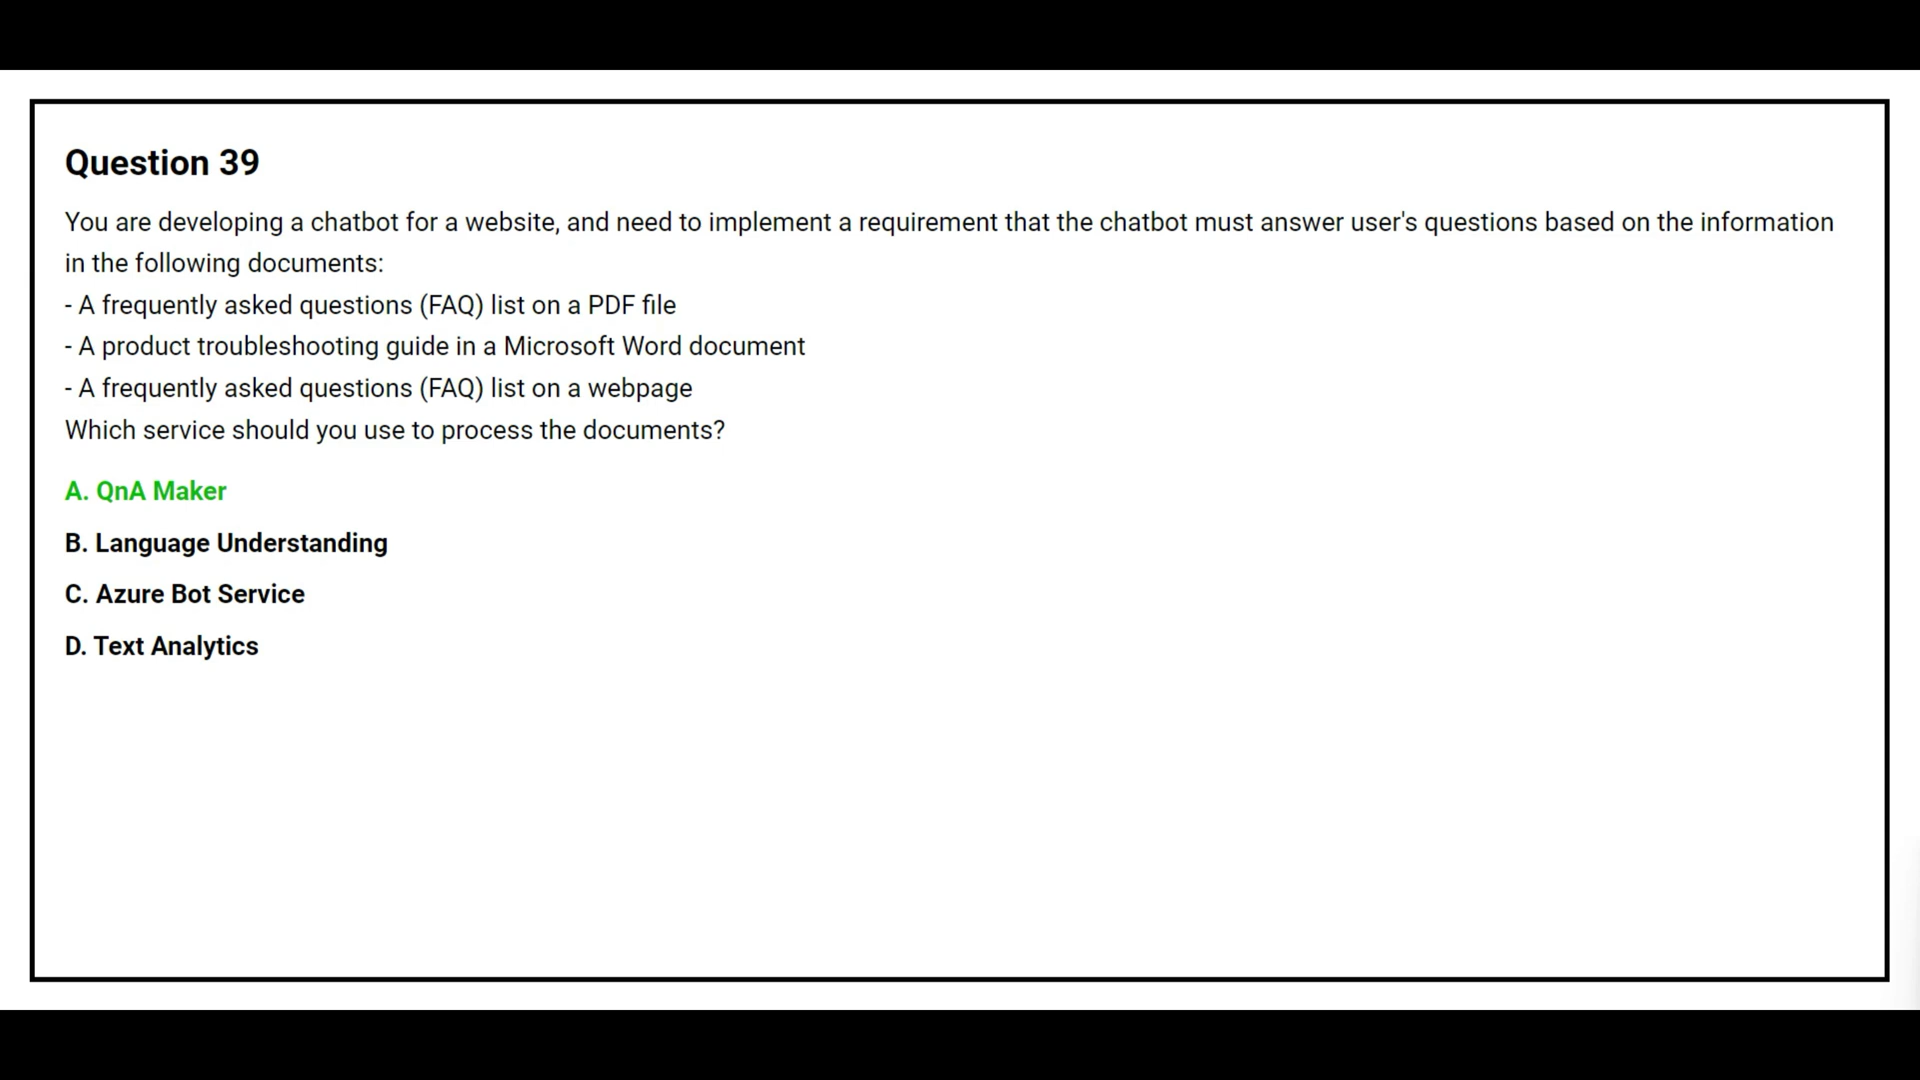 Question 39
You are developing a chatbot for a website, and need to implement a requirement that the chatbot must answer user's questions based on the information
in the following documents:
- A frequently asked questions (FAQ) list on a PDF file
- A product troubleshooting guide in a Microsoft Word document
- A frequently asked questions (FAQ) list on a webpage
Which service should you use to process the documents?
A. QnA Maker
B. Language Understanding
C. Azure Bot Service
D. Text Analytics